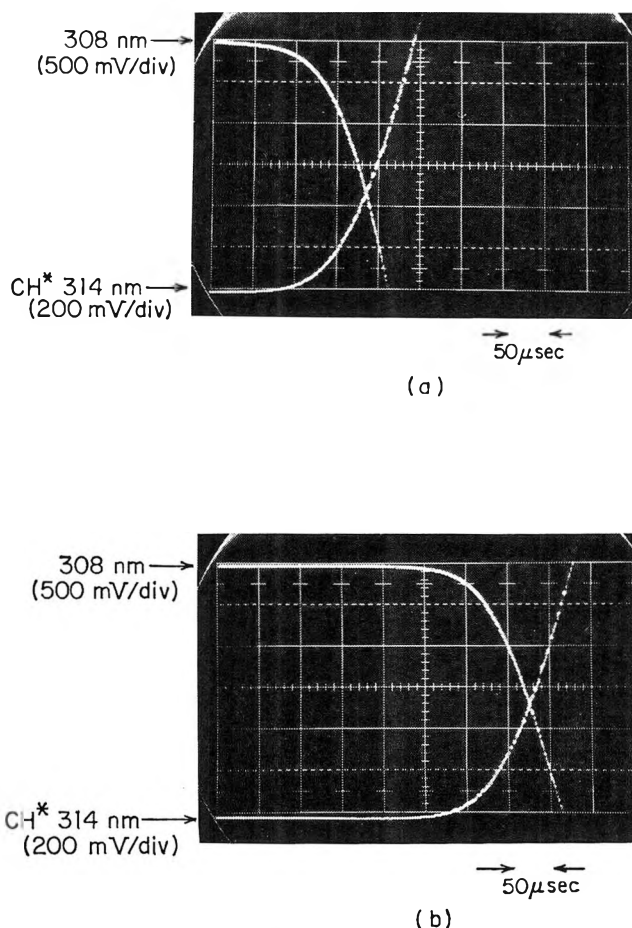 308 nm
(500 mV/div)
CH* 314 nm
(200 mV/div)
50μsec
(a)
308 nm
(500 mV/div)
CH* 314 nm
(200 mV/div)
50μsec
(b)